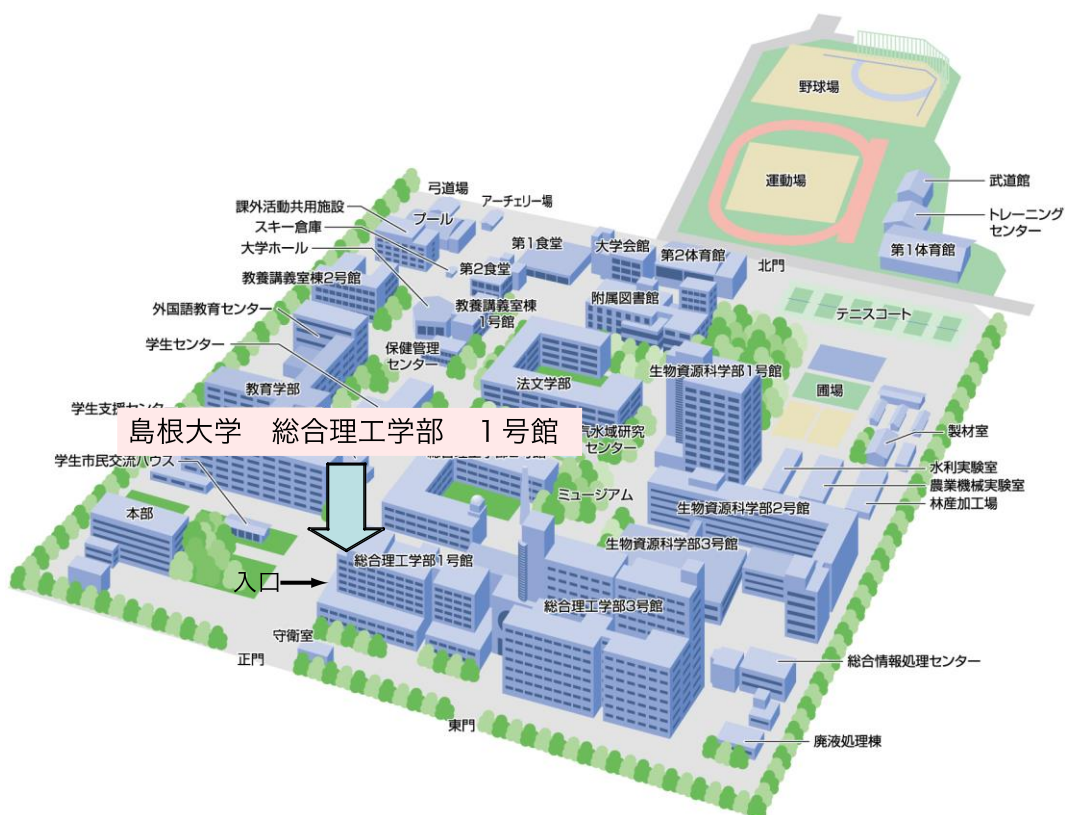 野球場
運動場
武道館
トレーニング
センター
第1体育館
弓道場
アーチェリー場
課外活動共用施設
プール
スキー倉庫
大学ホール
第1食堂
大学会館
第2体育館
北門
第2食堂
教養講義室棟2号館
附属図書館
教養講義室棟
1号館
テニスコート
外国語教育センター
学生センター
保健管理
センター
生物資源科学部1号館
教育学部
法文学部
圃場
学生支援センター
島根大学 総合理工学部 1号館
汽水域研究
センター
製材室
学生市民交流ハウス
水利実験室
農業機械実験室
林産加工場
ミュージアム
本部
生物資源科学部2号館
生物資源科学部3号館
総合理工学部1号館
入口
総合理工学部3号館
守衛室
正門
総合情報処理センター
東門
廃液処理棟